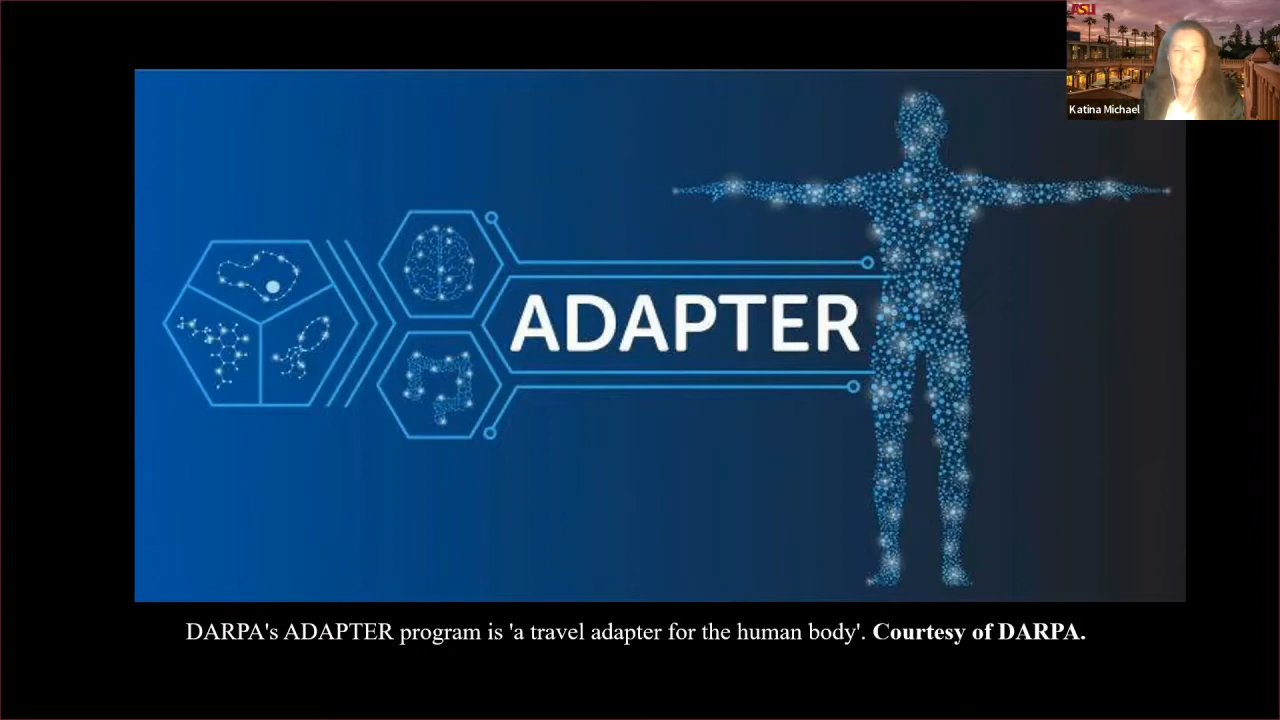 ASU
Katina Michael
ADAPTER
DARPA's ADAPTER program is 'a travel adapter for the human body'. Courtesy of DARPA.